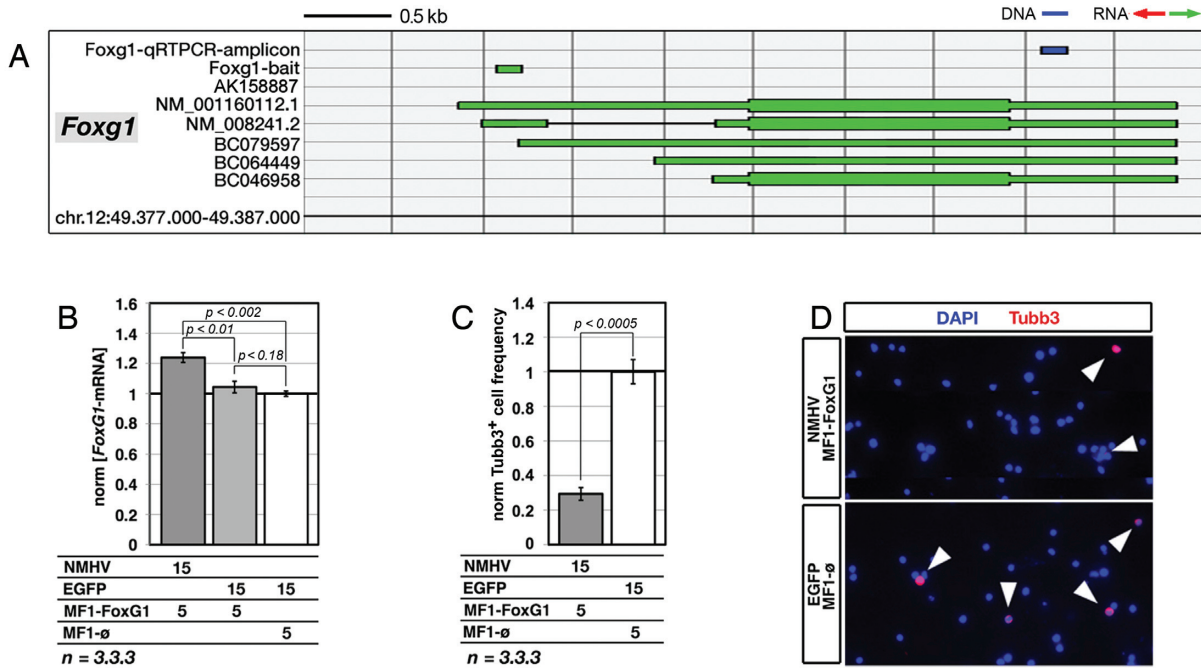 A
0.5 kb
DNA
RNA
Foxg1
Foxg1-qRTPCR-amplicon
Foxg1-bait
AK158887
NM_001160112.1
NM_008241.2
BC079597
BC064449
BC046958
chr.12:49.377.000-49.387.000
B
norm [FoxG1-mRNA]
1.6
1.4
1.2
1
0.8
0.6
0.4
0.2
0
p < 0.002
p < 0.01
p < 0.18
NMHV 15
EGFP 15 15
MF1-FoxG1 5 5
MF1-ø 5
n = 3.3.3
C
norm Tubb3+ cell frequency
1.4
1.2
1
0.8
0.6
0.4
0.2
0
p < 0.0005
NMHV 15
EGFP 15
MF1-FoxG1 5
MF1-ø 5
n = 3.3.3
D
DAPI Tubb3
NMHV
MF1-FoxG1
EGFP
MF1-ø